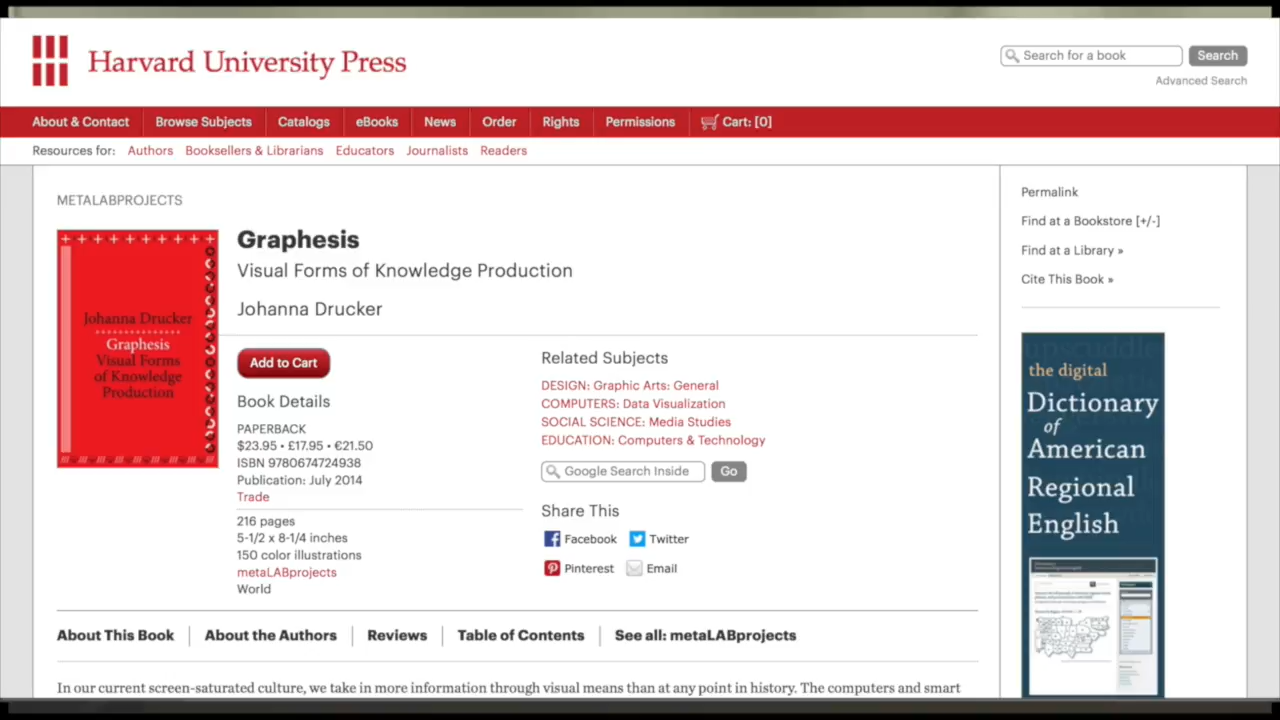 Harvard University Press
Search for a book
Search
Advanced Search
About & Contact
Browse Subjects
Catalogs
eBooks
News
Order
Rights
Permissions
Cart: [0]
Resources for: Authors Booksellers & Librarians Educators Journalists Readers
METALABPROJECTS
Johanna Drucker
Graphesis
Visual Forms
of Knowledge
Production
Graphesis
Visual Forms of Knowledge Production
Johanna Drucker
Add to Cart
Book Details
PAPERBACK
$23.95 • £17.95 • €21.50
ISBN 9780674724938
Publication: July 2014
Trade
216 pages
5-1/2 x 8-1/4 inches
150 color illustrations
metaLABprojects
World
Related Subjects
DESIGN: Graphic Arts: General
COMPUTERS: Data Visualization
SOCIAL SCIENCE: Media Studies
EDUCATION: Computers & Technology
Google Search Inside
Go
Share This
Facebook
Twitter
Pinterest
Email
About This Book
About the Authors
Reviews
Table of Contents
See all: metaLABprojects
In our current screen-saturated culture, we take in more information through visual means than at any point in history. The computers and smart
Permalink
Find at a Bookstore [+/-]
Find at a Library »
Cite This Book »
the digital
Dictionary
of
American
Regional
English